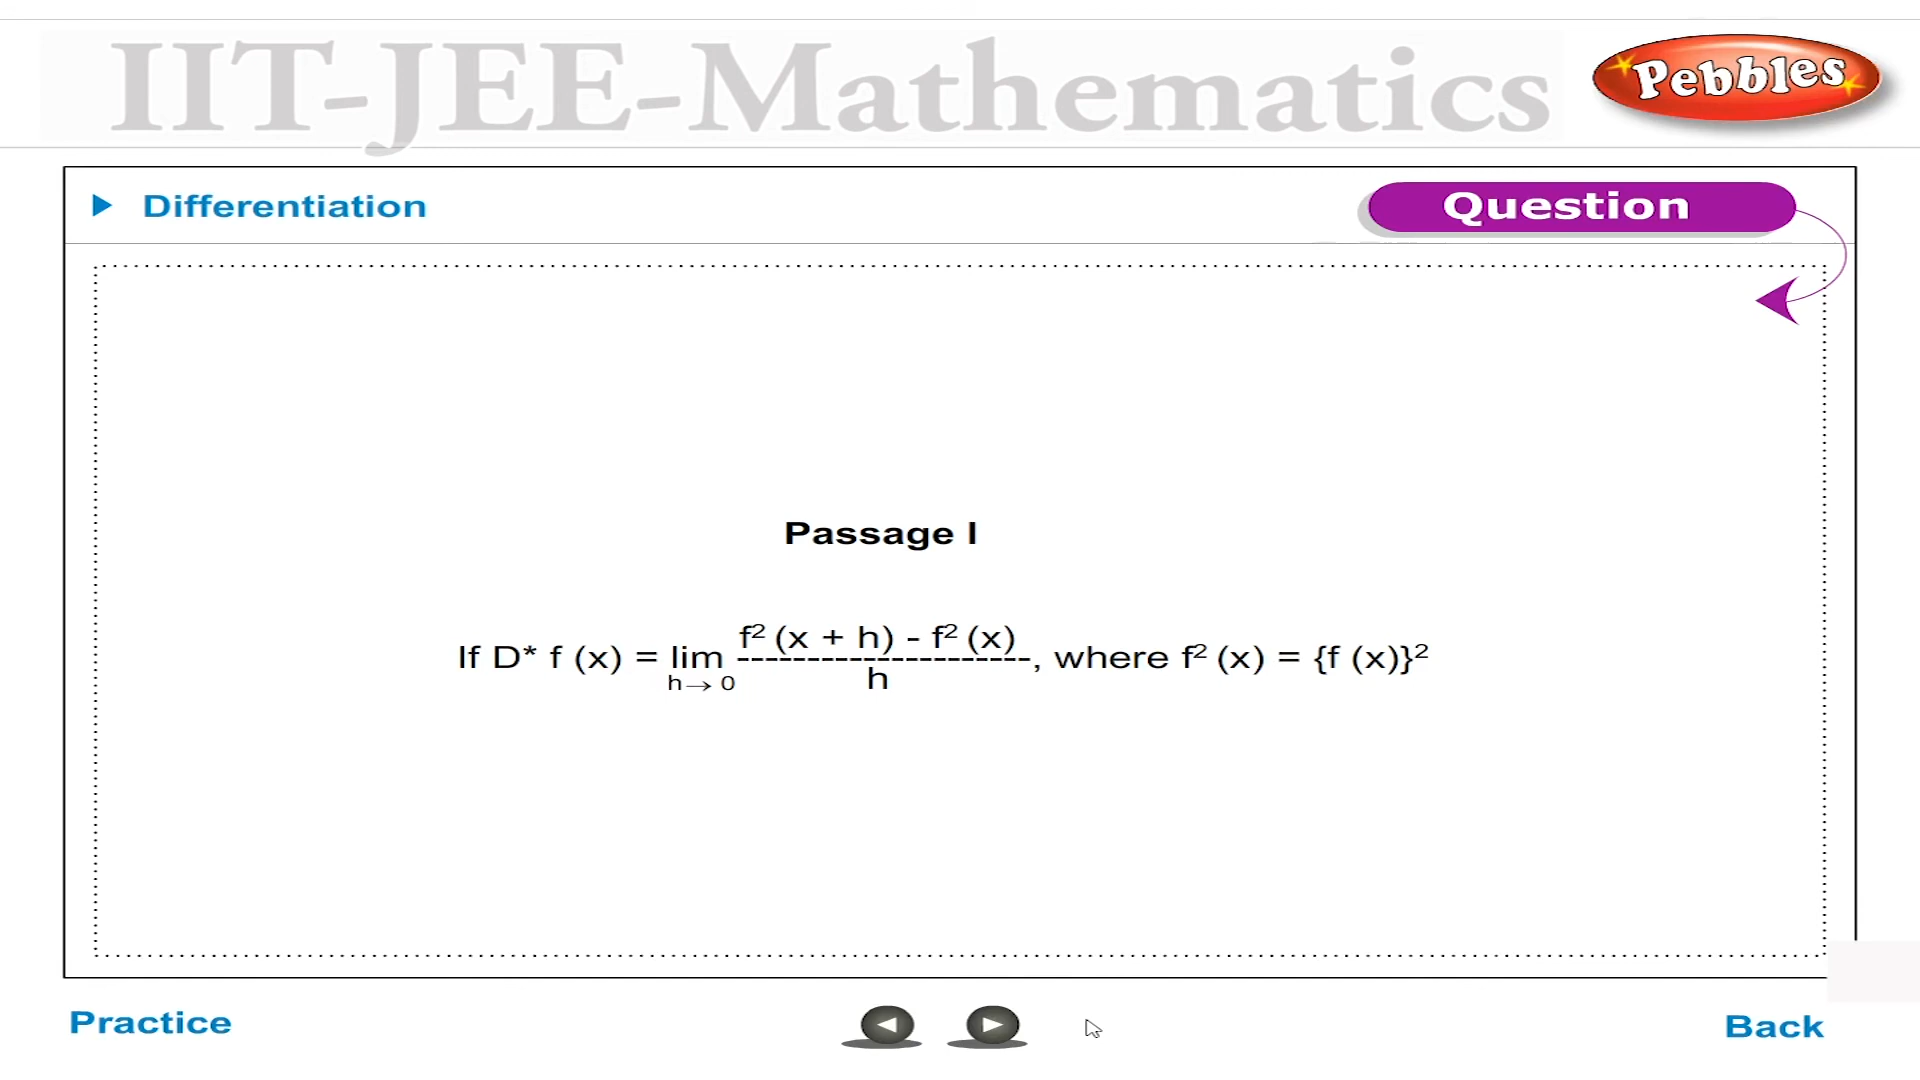 IIT-JEE-Mathematics
Pebbles
Differentiation
Question
Passage I
If D* f (x) = lim h→0 f² (x + h) - f² (x) / h, where f² (x) = {f (x)}²
Practice
Back